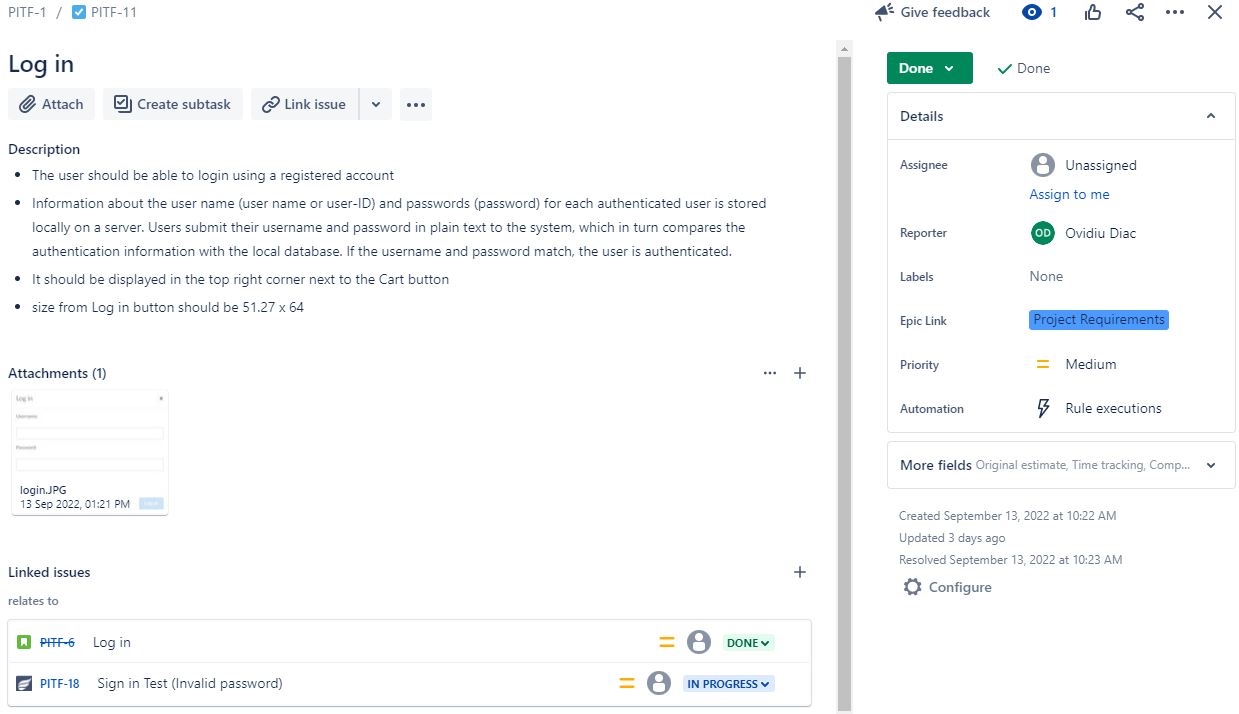 PITF-1 / PITF-11
Give feedback
1
Log in
Attach
Create subtask
Link issue
Description
The user should be able to login using a registered account
Information about the user name (user name or user-ID) and passwords (password) for each authenticated user is stored
locally on a server. Users submit their username and password in plain text to the system, which in turn compares the
authentication information with the local database. If the username and password match, the user is authenticated.
It should be displayed in the top right corner next to the Cart button
size from Log in button should be 51.27 x 64
Attachments (1)
Log in
Username
Password
login.JPG
13 Sep 2022, 01:21 PM
Linked issues
relates to
PITF-6 Log in DONE
PITF-18 Sign in Test (Invalid password) IN PROGRESS
Done
Done
Details
Assignee Unassigned
Assign to me
Reporter OD Ovidiu Diac
Labels None
Epic Link Project Requirements
Priority Medium
Automation Rule executions
More fields Original estimate, Time tracking, Comp...
Created September 13, 2022 at 10:22 AM
Updated 3 days ago
Resolved September 13, 2022 at 10:23 AM
Configure